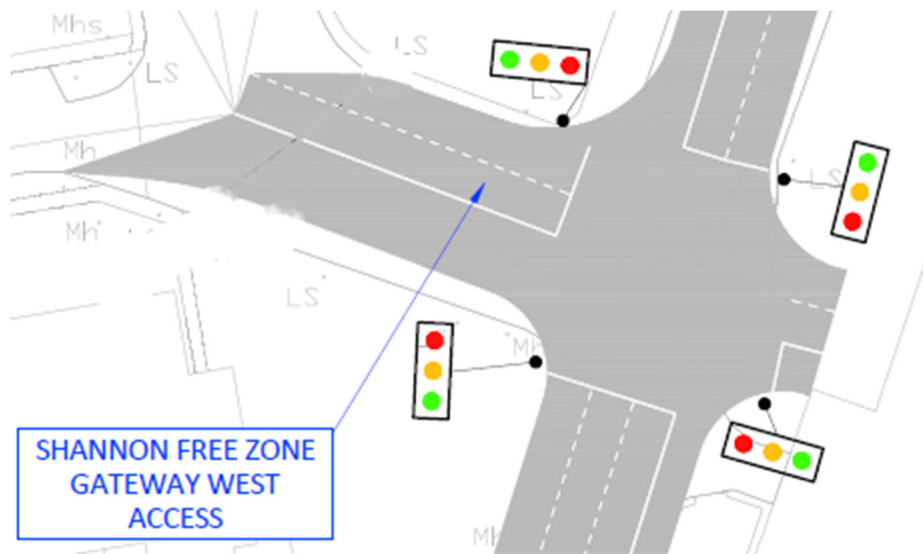 Mhs
LS
LS
LS
Mh
LS
Mh
LS
Mh
SHANNON FREE ZONE
GATEWAY WEST
ACCESS
Mh